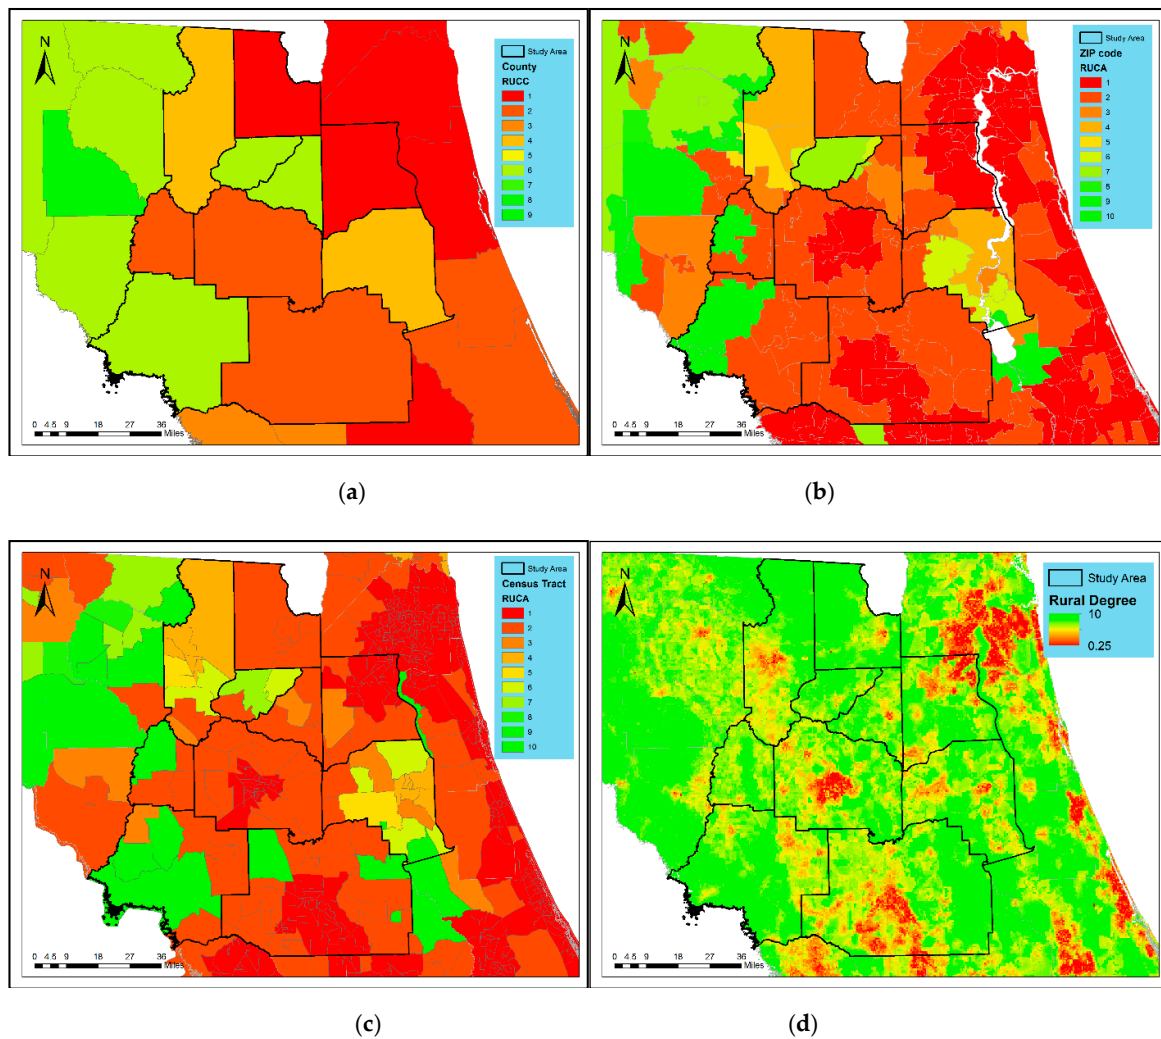 N
Study Area
County
RUCC
1
2
3
4
5
6
7
8
9
0 4.5 9 18 27 36
Miles
(a)
N
Study Area
ZIP code
RUCA
1
2
3
4
5
6
7
8
9
10
0 4.5 9 18 27 36
Miles
(b)
N
Study Area
Census Tract
RUCA
1
2
3
4
5
6
7
8
9
10
0 4.5 9 18 27 36
Miles
(c)
N
Study Area
Rural Degree
10
0.25
0 4.5 9 18 27 36
Miles
(d)